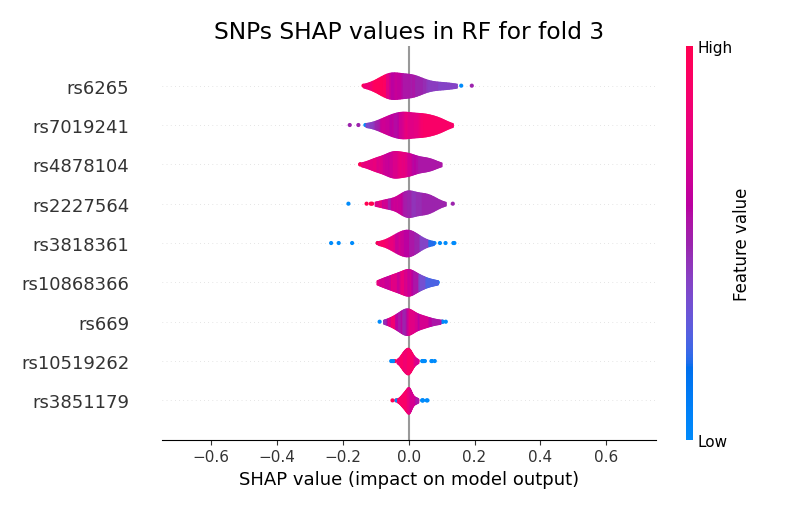 SNPs SHAP values in RF for fold 3
High
rs6265
rs7019241
rs4878104
rs2227564
rs3818361
rs10868366
rs669
rs10519262
rs3851179
Feature value
Low
−0.6 −0.4 −0.2 0.0 0.2 0.4 0.6
SHAP value (impact on model output)